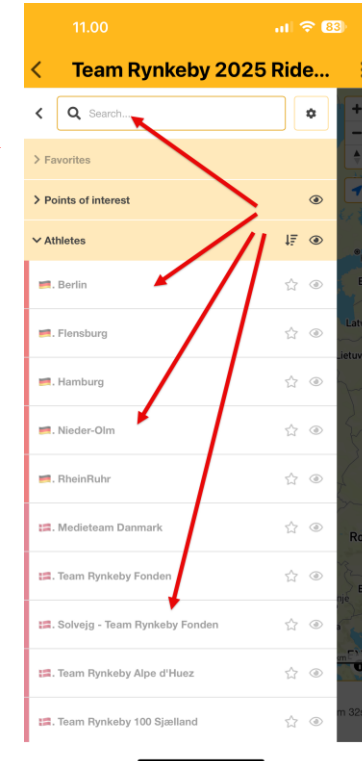 11.00
83
Team Rynkeby 2025 Ride...
Search...
Favorites
Points of interest
Athletes
. Berlin
. Flensburg
. Hamburg
. Nieder-Olm
. RheinRuhr
. Medieteam Danmark
. Team Rynkeby Fonden
. Solvejg - Team Rynkeby Fonden
. Team Rynkeby Alpe d'Huez
. Team Rynkeby 100 Sjælland